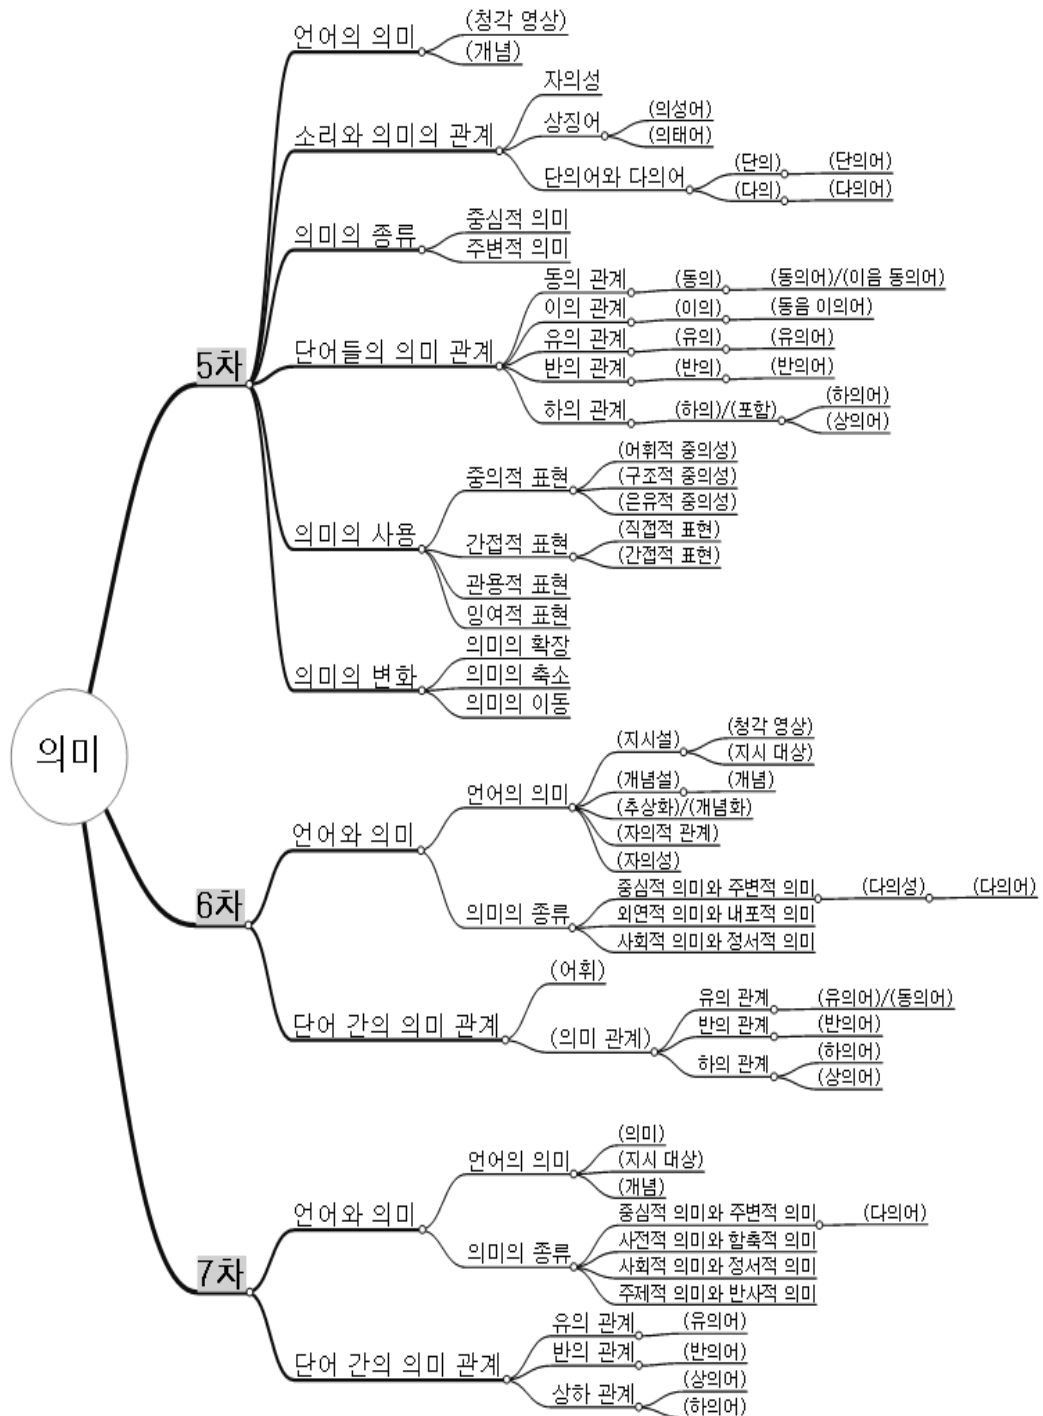 의미
5차
언어의 의미
(청각 영상)
(개념)
소리와 의미의 관계
자의성
상징어
(의성어)
(의태어)
단의어와 다의어
(단의)
(단의어)
(다의)
(다의어)
의미의 종류
중심적 의미
주변적 의미
단어들의 의미 관계
동의 관계
(동의)
(동의어)/(이음 동의어)
이의 관계
(이의)
(동음 이의어)
유의 관계
(유의)
(유의어)
반의 관계
(반의)
(반의어)
하의 관계
(하의)/(포함)
(하의어)
(상의어)
의미의 사용
중의적 표현
(어휘적 중의성)
(구조적 중의성)
(은유적 중의성)
간접적 표현
(직접적 표현)
(간접적 표현)
관용적 표현
잉여적 표현
의미의 변화
의미의 확장
의미의 축소
의미의 이동
6차
언어와 의미
언어의 의미
(지시설)
(청각 영상)
(지시 대상)
(개념설)
(개념)
(추상화)/(개념화)
(자의적 관계)
(자의성)
의미의 종류
중심적 의미와 주변적 의미
(다의성)
(다의어)
외연적 의미와 내포적 의미
사회적 의미와 정서적 의미
단어 간의 의미 관계
(어휘)
(의미 관계)
유의 관계
(유의어)/(동의어)
반의 관계
(반의어)
하의 관계
(하의어)
(상의어)
7차
언어와 의미
언어의 의미
(의미)
(지시 대상)
(개념)
의미의 종류
중심적 의미와 주변적 의미
(다의어)
사전적 의미와 함축적 의미
사회적 의미와 정서적 의미
주제적 의미와 반사적 의미
단어 간의 의미 관계
유의 관계
(유의어)
반의 관계
(반의어)
상하 관계
(상의어)
(하의어)